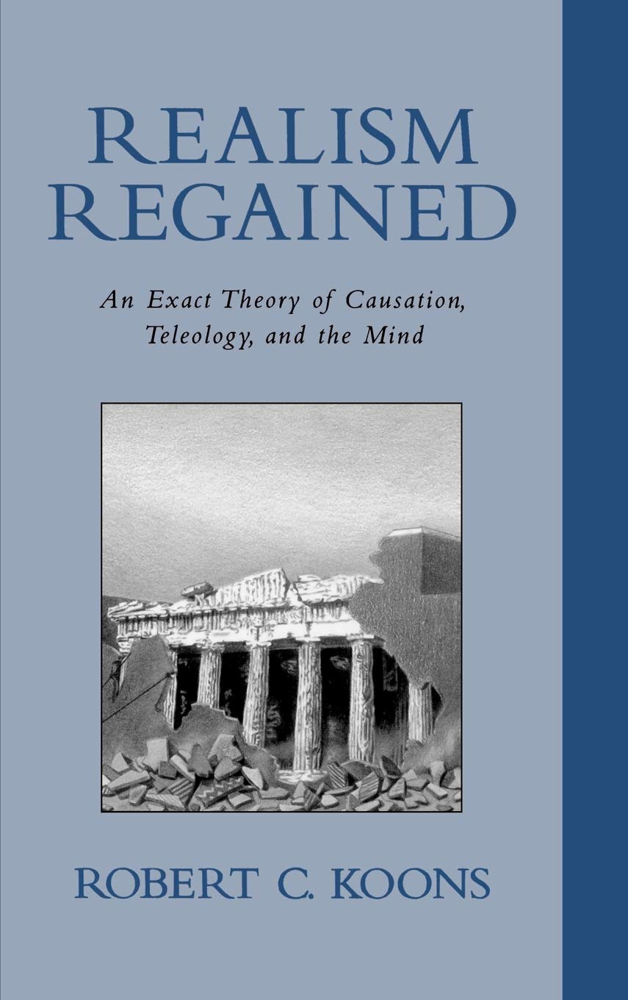 REALISM
REGAINED
An Exact Theory of Causation,
Teleology, and the Mind
ROBERT C. KOONS